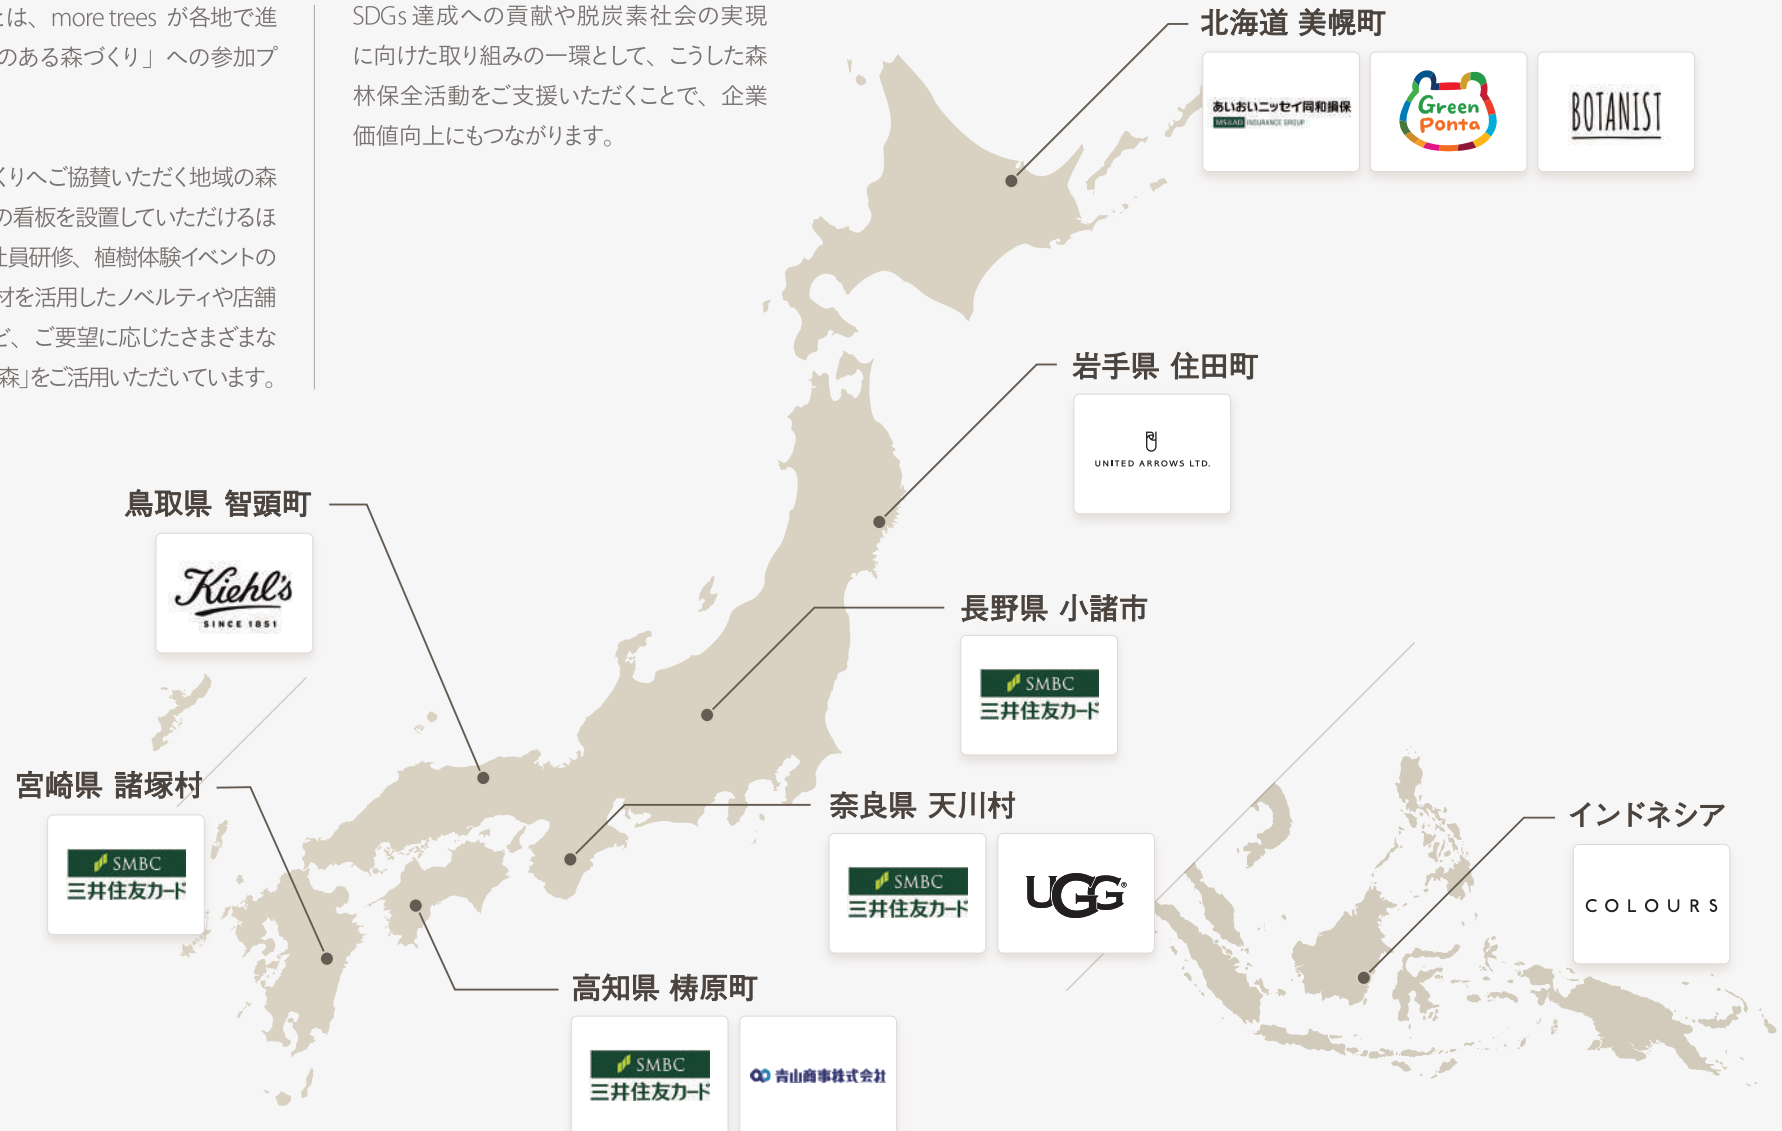 とは、more trees が各地で進
のある森づくり」への参加プ
くりへご協賛いただく地域の森
の看板を設置していただけるほ
社員研修、植樹体験イベントの
材を活用したノベルティや店舗
ど、ご要望に応じたさまざまな
森」をご活用いただいています。
SDGs 達成への貢献や脱炭素社会の実現
に向けた取り組みの一環として、こうした森
林保全活動をご支援いただくことで、企業
価値向上にもつながります。
北海道 美幌町
あいおいニッセイ同和損保
MS&AD INSURANCE GROUP
Green
Ponta
BOTANIST
岩手県 住田町
UNITED ARROWS LTD.
鳥取県 智頭町
Kiehl's
SINCE 1851
長野県 小諸市
SMBC
三井住友カード
宮崎県 諸塚村
SMBC
三井住友カード
奈良県 天川村
SMBC
三井住友カード
UGG®
インドネシア
COLOURS
高知県 梼原町
SMBC
三井住友カード
青山商事株式会社